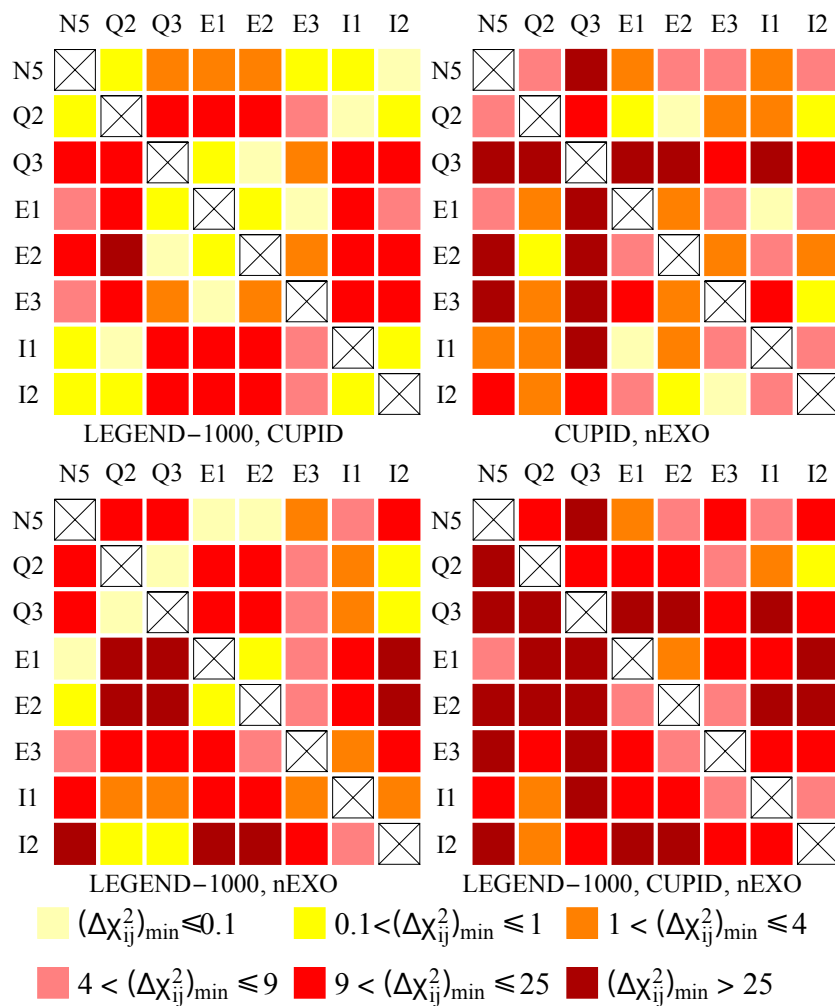 N5 Q2 Q3 E1 E2 E3 I1 I2
N5
Q2
Q3
E1
E2
E3
I1
I2
LEGEND−1000, CUPID
N5 Q2 Q3 E1 E2 E3 I1 I2
N5
Q2
Q3
E1
E2
E3
I1
I2
CUPID, nEXO
N5 Q2 Q3 E1 E2 E3 I1 I2
N5
Q2
Q3
E1
E2
E3
I1
I2
LEGEND−1000, nEXO
N5 Q2 Q3 E1 E2 E3 I1 I2
N5
Q2
Q3
E1
E2
E3
I1
I2
LEGEND−1000, CUPID, nEXO
(Δχ²ij)min ≤0.1 0.1<(Δχ²ij)min ≤1 1 < (Δχ²ij)min ≤ 4
4 < (Δχ²ij)min ≤9 9 < (Δχ²ij)min ≤25 (Δχ²ij)min > 25